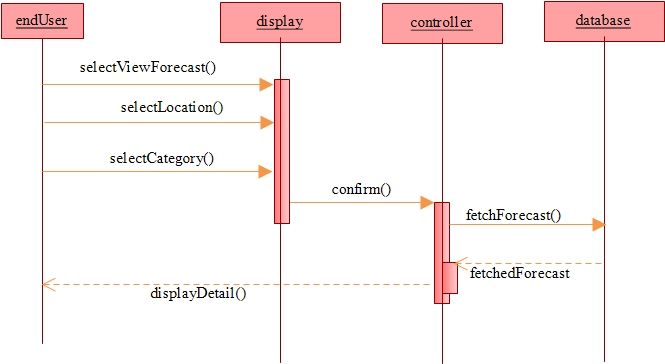 endUser
display
controller
database
selectViewForecast()
selectLocation()
selectCategory()
confirm()
fetchForecast()
fetchedForecast
displayDetail()